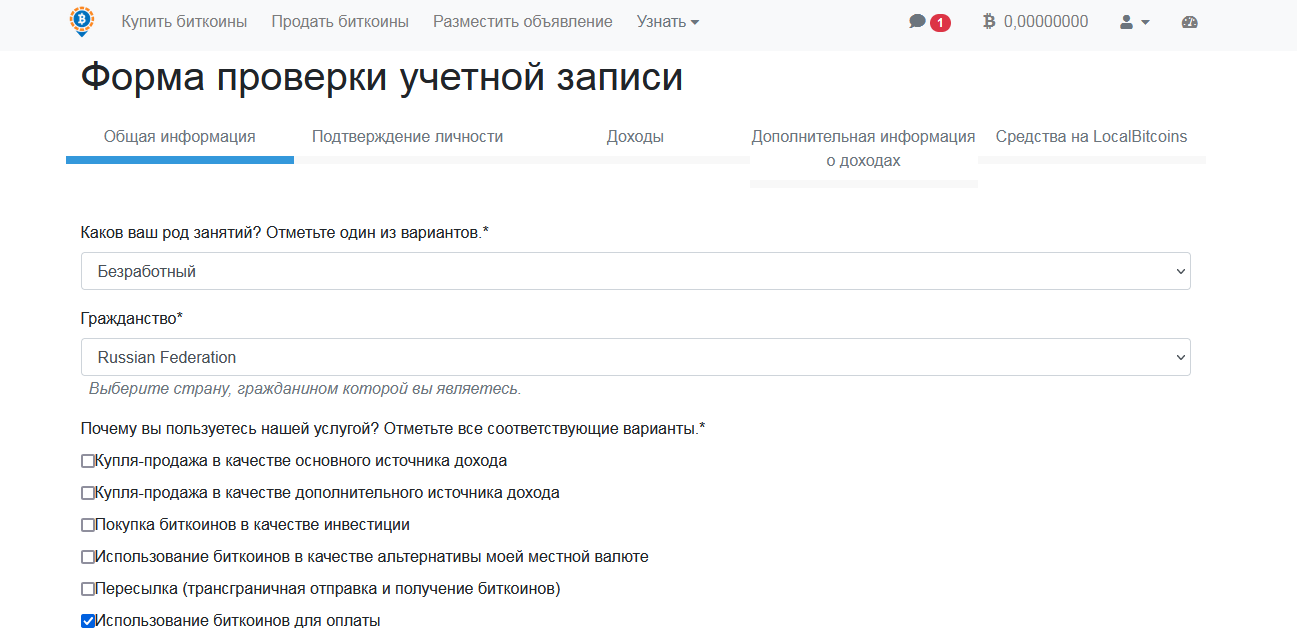 Купить биткоины Продать биткоины Разместить объявление Узнать 1 0,00000000
Форма проверки учетной записи
Общая информация Подтверждение личности Доходы Дополнительная информация о доходах Средства на LocalBitcoins
Каков ваш род занятий? Отметьте один из вариантов.*
Безработный
Гражданство*
Russian Federation
Выберите страну, гражданином которой вы являетесь.
Почему вы пользуетесь нашей услугой? Отметьте все соответствующие варианты.*
Купля-продажа в качестве основного источника дохода
Купля-продажа в качестве дополнительного источника дохода
Покупка биткоинов в качестве инвестиции
Использование биткоинов в качестве альтернативы моей местной валюте
Пересылка (трансграничная отправка и получение биткоинов)
Использование биткоинов для оплаты